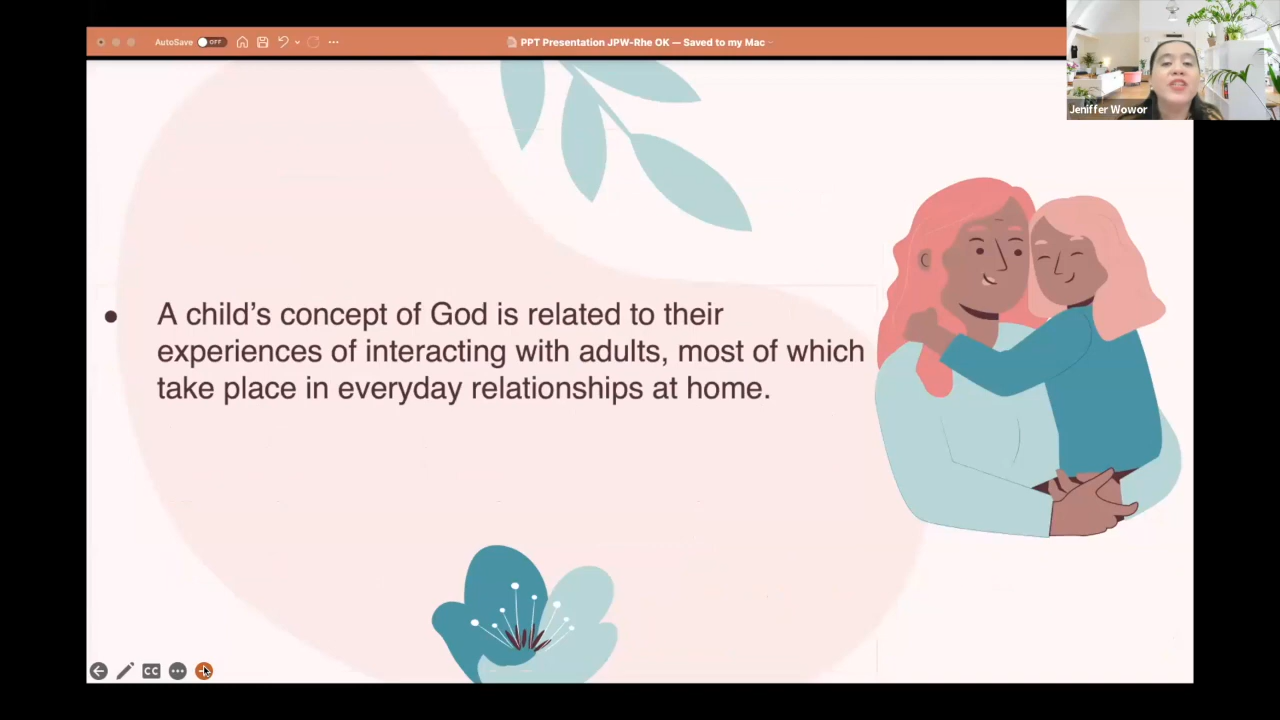 AutoSave OFF
PPT Presentation JPW-Rhe OK — Saved to my Mac
Jeniffer Wowor
• A child’s concept of God is related to their
experiences of interacting with adults, most of which
take place in everyday relationships at home.
CC